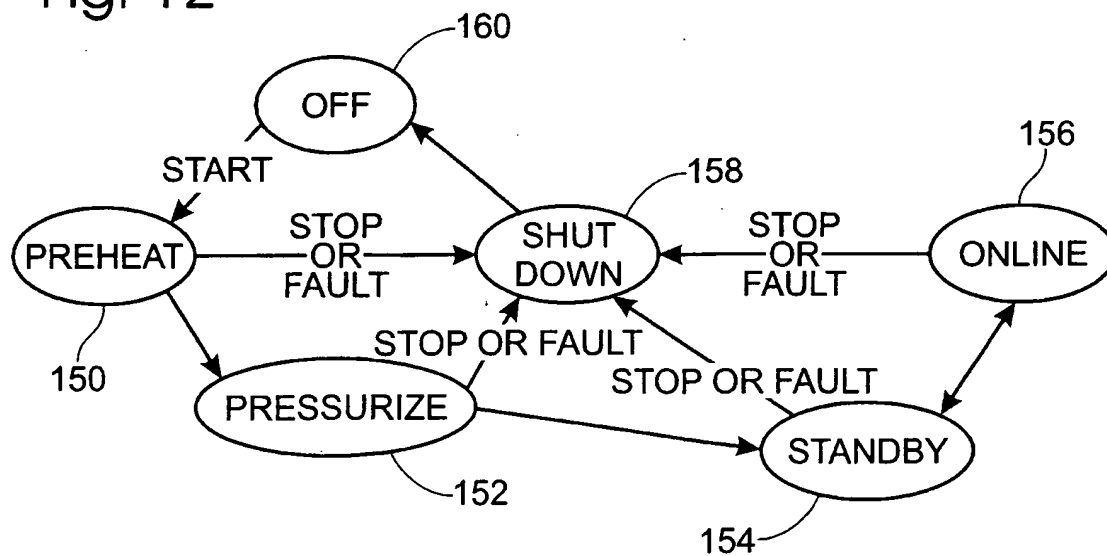 Fig. 12
160
OFF
START
156
158
PREHEAT
STOP
OR
FAULT
SHUT
DOWN
STOP
OR
FAULT
ONLINE
150
STOP OR FAULT
STOP OR FAULT
PRESSURIZE
STANDBY
152
154